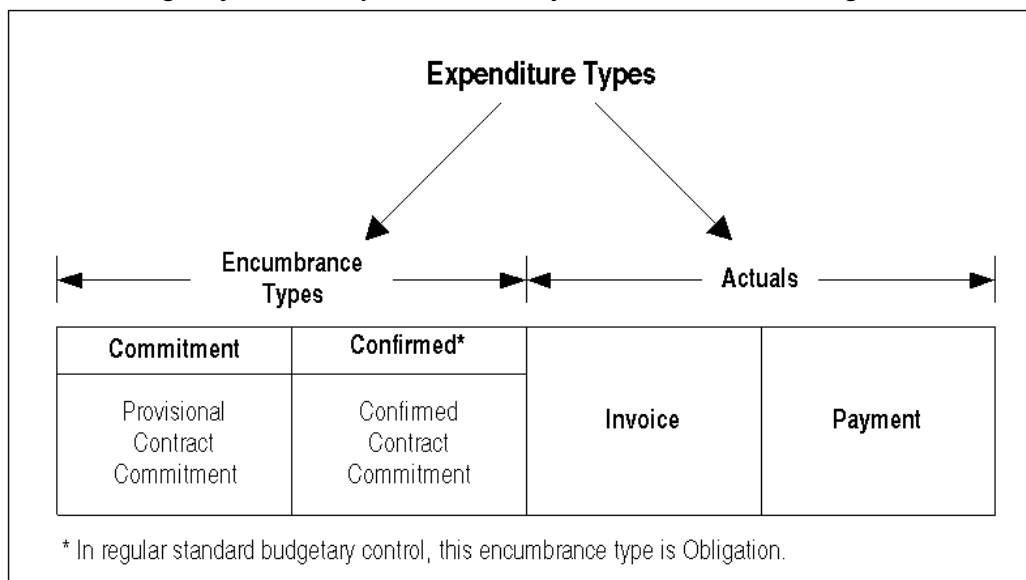 Expenditure Types
Encumbrance
Types
Actuals
Commitment
Confirmed*
Provisional
Contract
Commitment
Confirmed
Contract
Commitment
Invoice
Payment
* In regular standard budgetary control, this encumbrance type is Obligation.